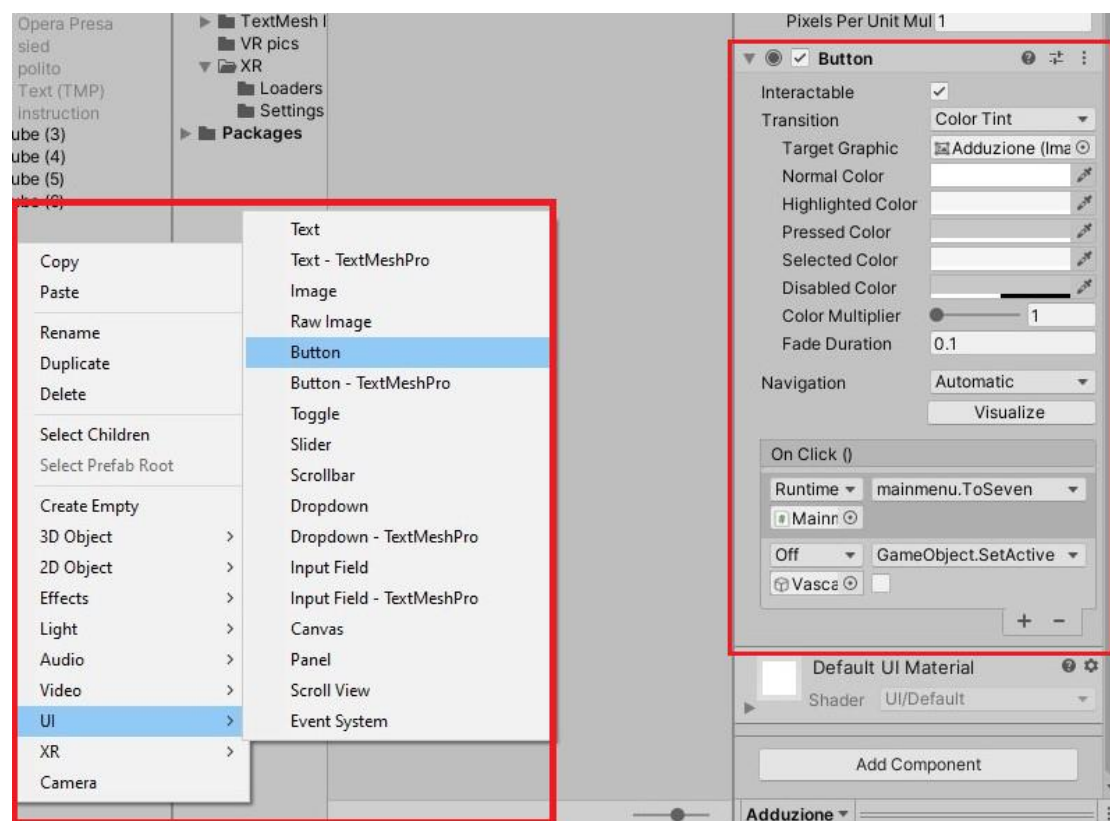 Opera Presa
sied
polito
Text (TMP)
instruction
ube (3)
ube (4)
ube (5)
TextMesh
VR pics
XR
Loaders
Settings
Packages
Copy
Paste
Rename
Duplicate
Delete
Select Children
Select Prefab Root
Create Empty
3D Object
2D Object
Effects
Light
Audio
Video
UI
XR
Camera
Text
Text - TextMeshPro
Image
Raw Image
Button
Button - TextMeshPro
Toggle
Slider
Scrollbar
Dropdown
Dropdown - TextMeshPro
Input Field
Input Field - TextMeshPro
Canvas
Panel
Scroll View
Event System
Pixels Per Unit Mul 1
Button
Interactable
Transition Color Tint
Target Graphic Adduzione (Ima
Normal Color
Highlighted Color
Pressed Color
Selected Color
Disabled Color
Color Multiplier 1
Fade Duration 0.1
Navigation Automatic
Visualize
On Click ()
Runtime mainmenu.ToSeven
Mainr
Off GameObject.SetActive
Vasca
Default UI Material
Shader UI/Default
Add Component
Adduzione